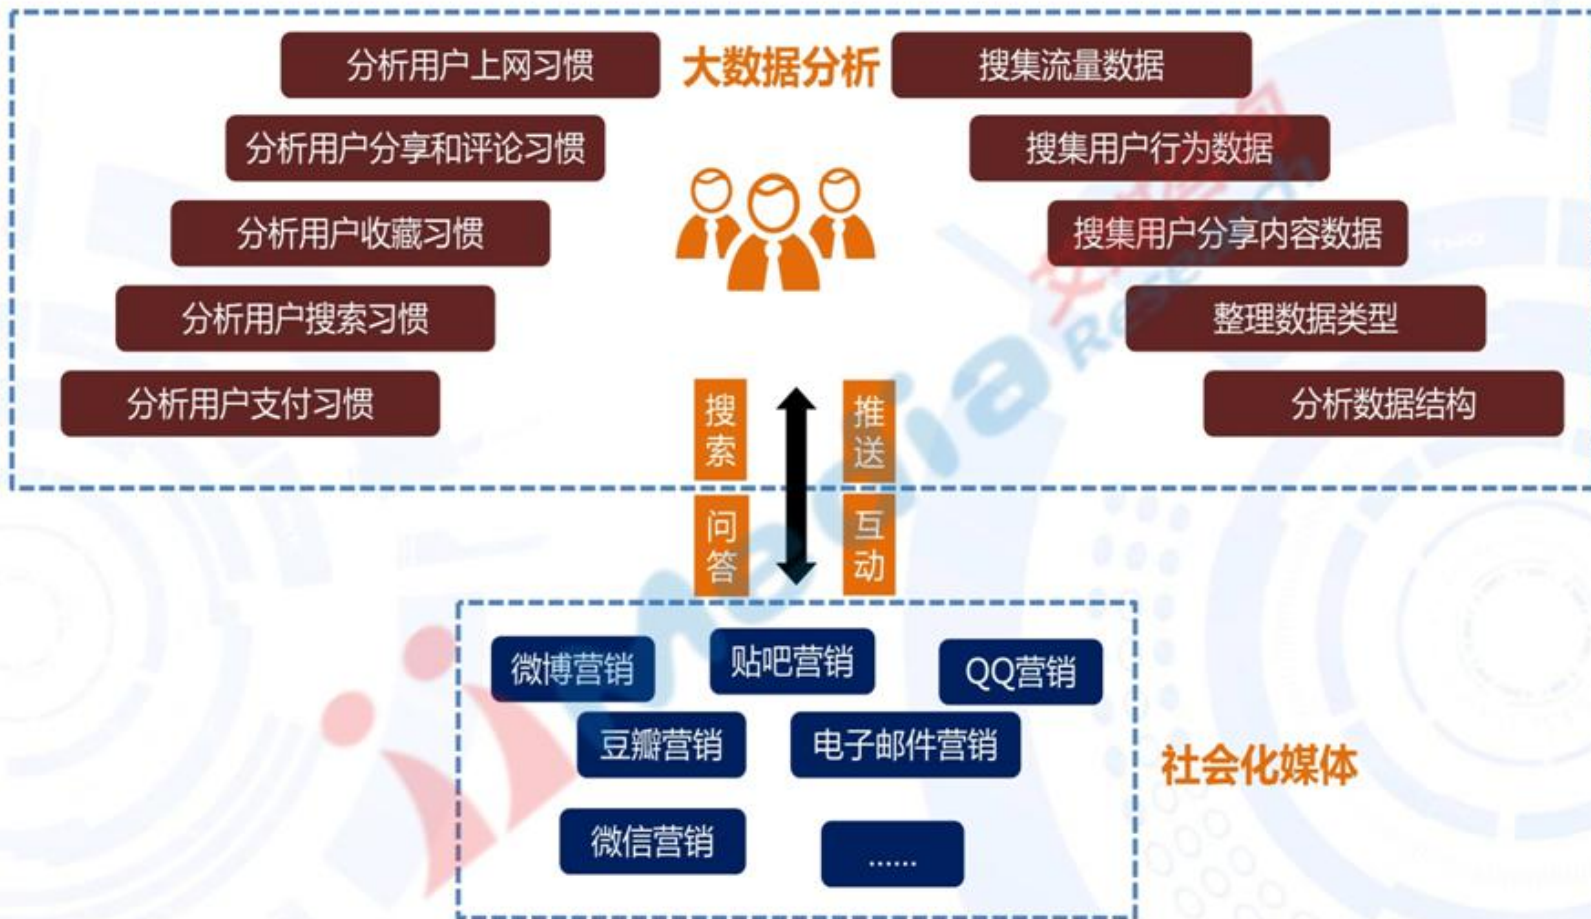 大数据分析
分析用户上网习惯
分析用户分享和评论习惯
分析用户收藏习惯
分析用户搜索习惯
分析用户支付习惯
搜集流量数据
搜集用户行为数据
搜集用户分享内容数据
整理数据类型
分析数据结构
搜索
推送
问答
互动
微博营销
贴吧营销
QQ营销
豆瓣营销
电子邮件营销
微信营销
......
社会化媒体
艾媒咨询
iiMedia Research